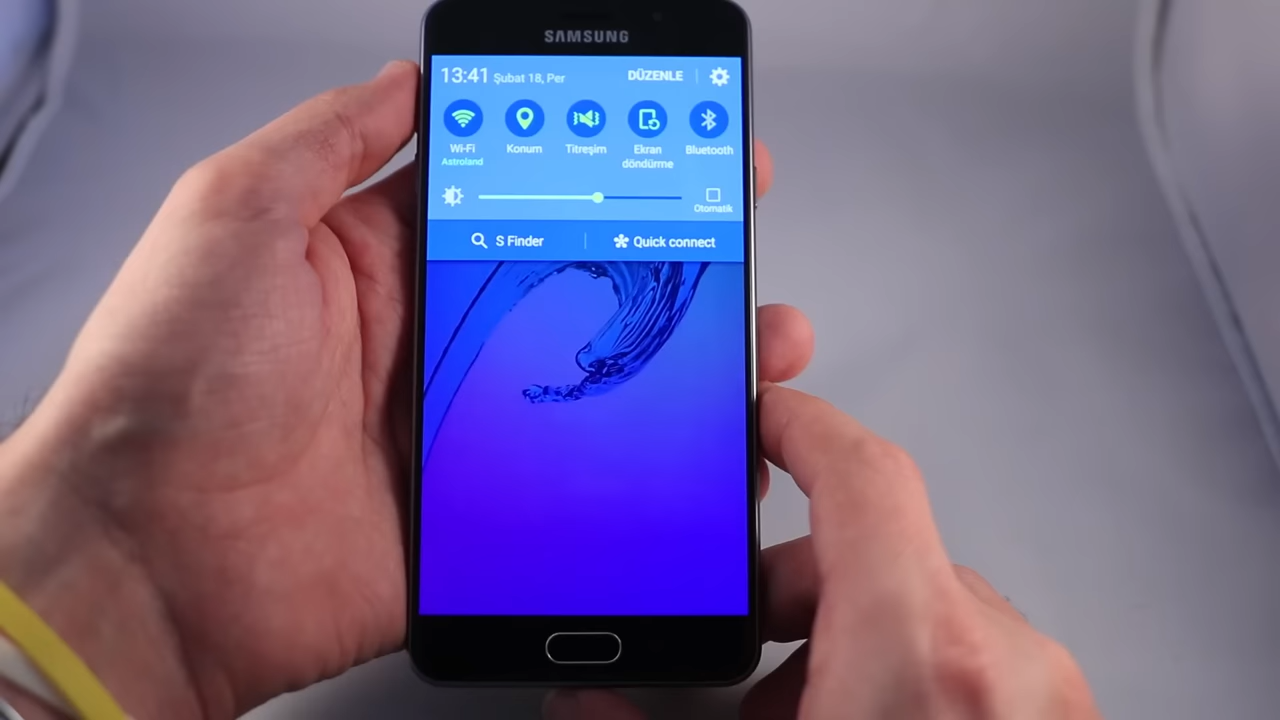 SAMSUNG
13:41 Şubat 18, Per DÜZENLE
Wi-Fi Konum Titreşim Ekran döndürme Bluetooth
Astroland
Otomatik
S Finder Quick connect